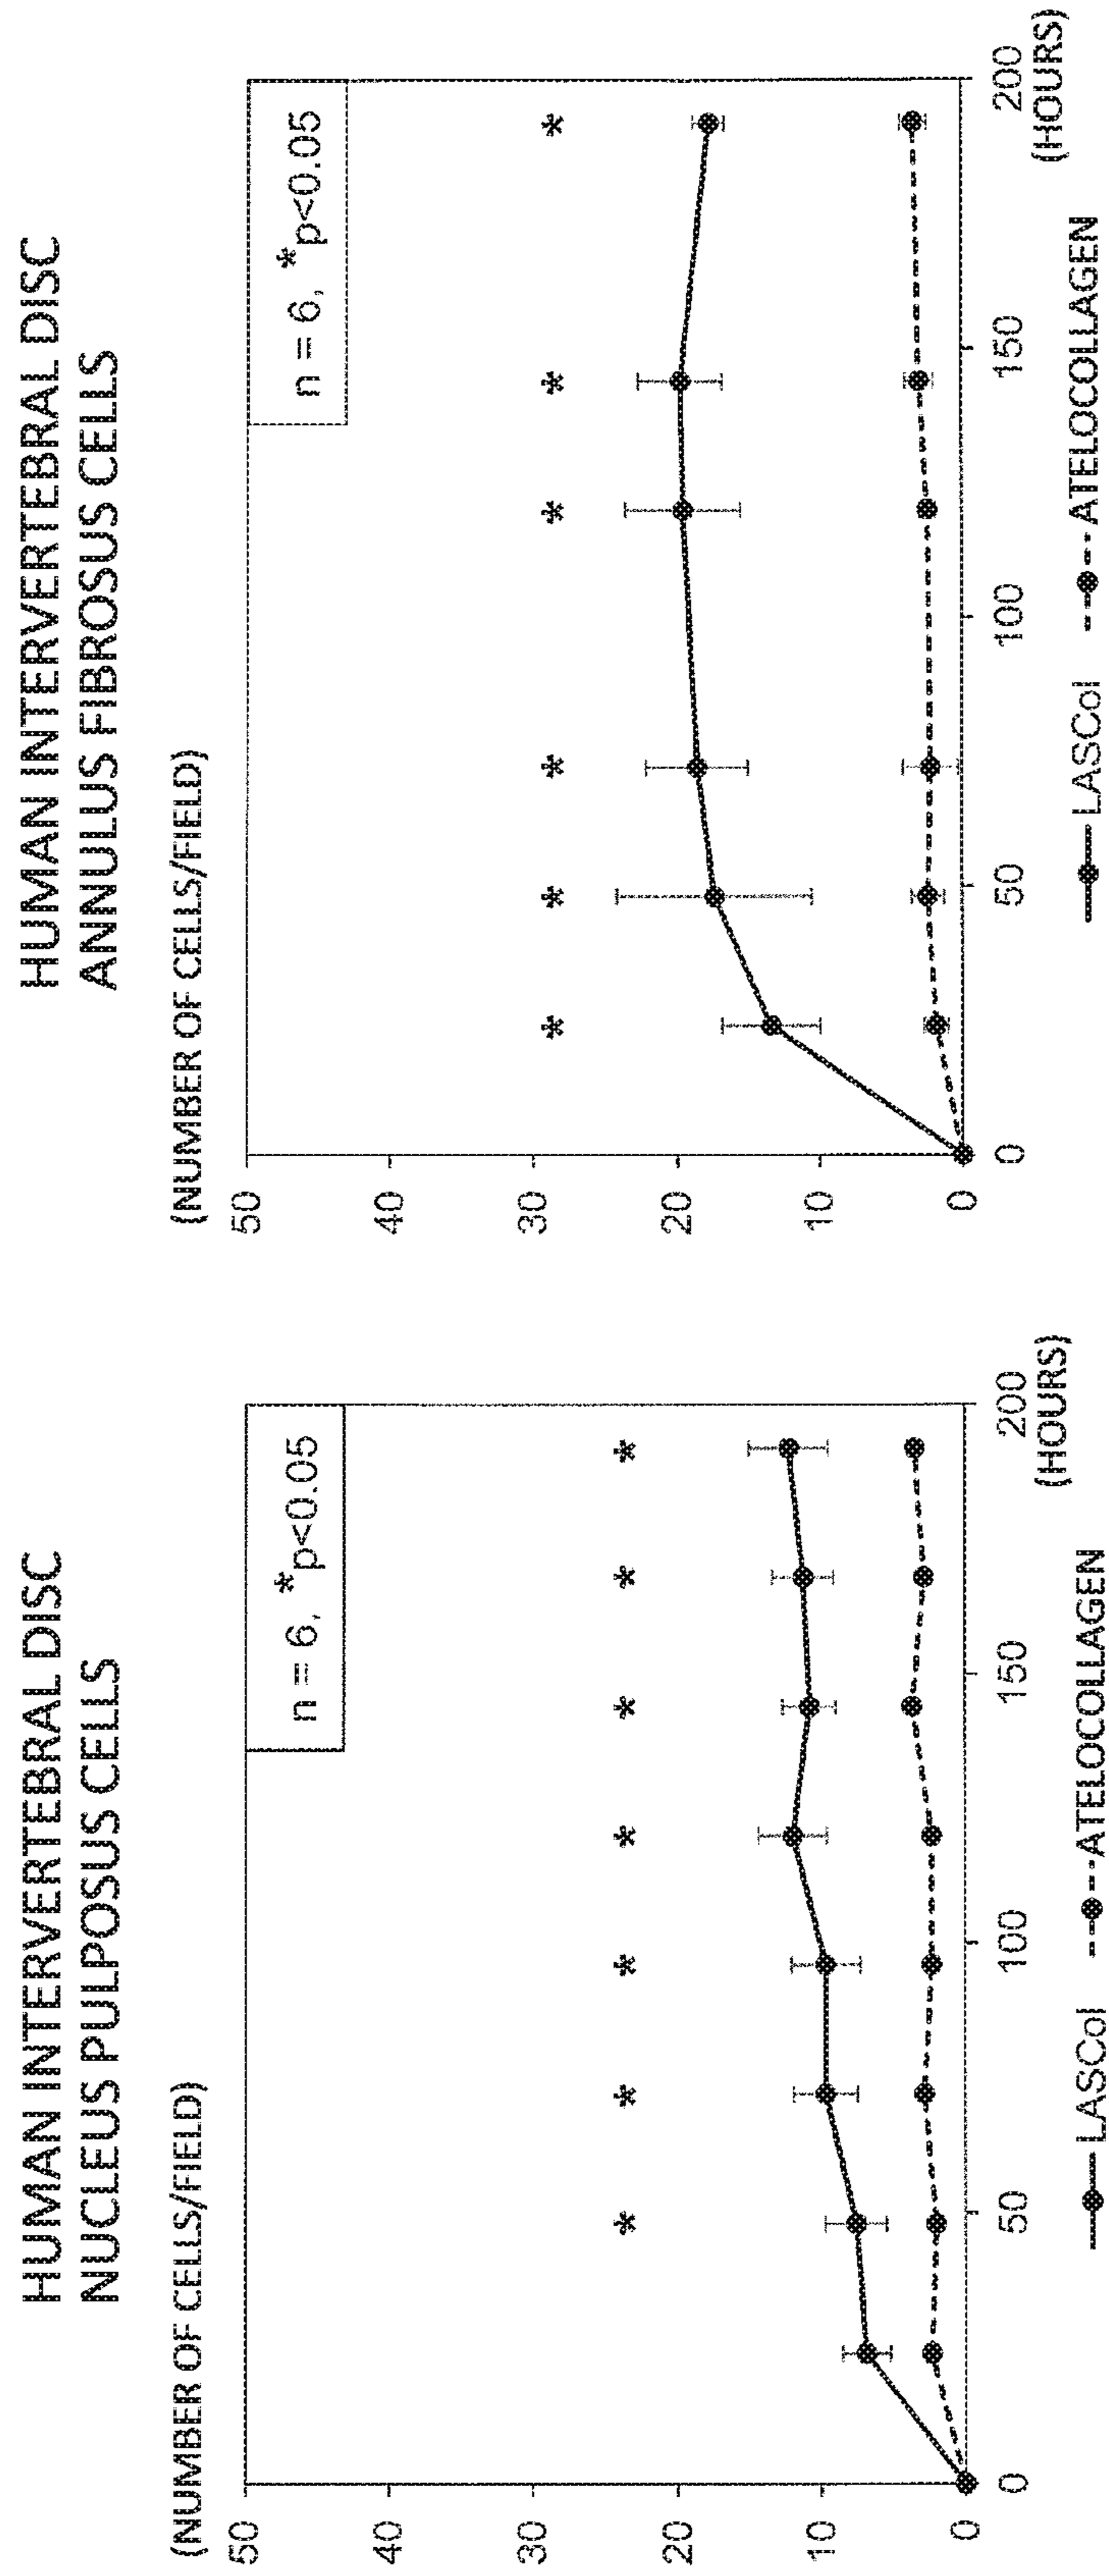 HUMAN INTERVERTEBRAL DISC
NUCLEUS PULPOSUS CELLS
(NUMBER OF CELLS/FIELD)
50
40
30
20
10
0
n = 6, *p<0.05
* * * * * * *
0 50 100 150 200
(HOURS)
LASCol ATELOCOLLAGEN
HUMAN INTERVERTEBRAL DISC
ANNULUS FIBROSUS CELLS
(NUMBER OF CELLS/FIELD)
50
40
30
20
10
0
n = 6, *p<0.05
* * * * * *
0 50 100 150 200
(HOURS)
LASCol ATELOCOLLAGEN